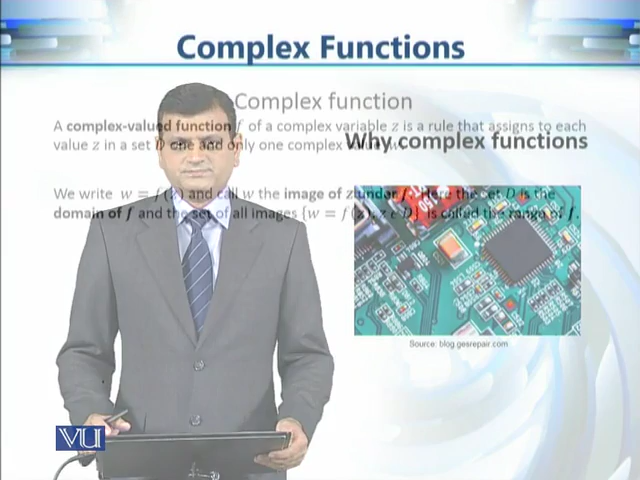 Complex Functions
Complex function
A complex-valued function f of a complex variable z is a rule that assigns to each
value z in a set D one and only one complex
Why complex functions
We write w = f(z) and call w the image of z under f. Here the set D is the
domain of f and the set of all images {w = f(z), z ∈ D} is called the range of f.
Source: blog.gesrepair.com
VU